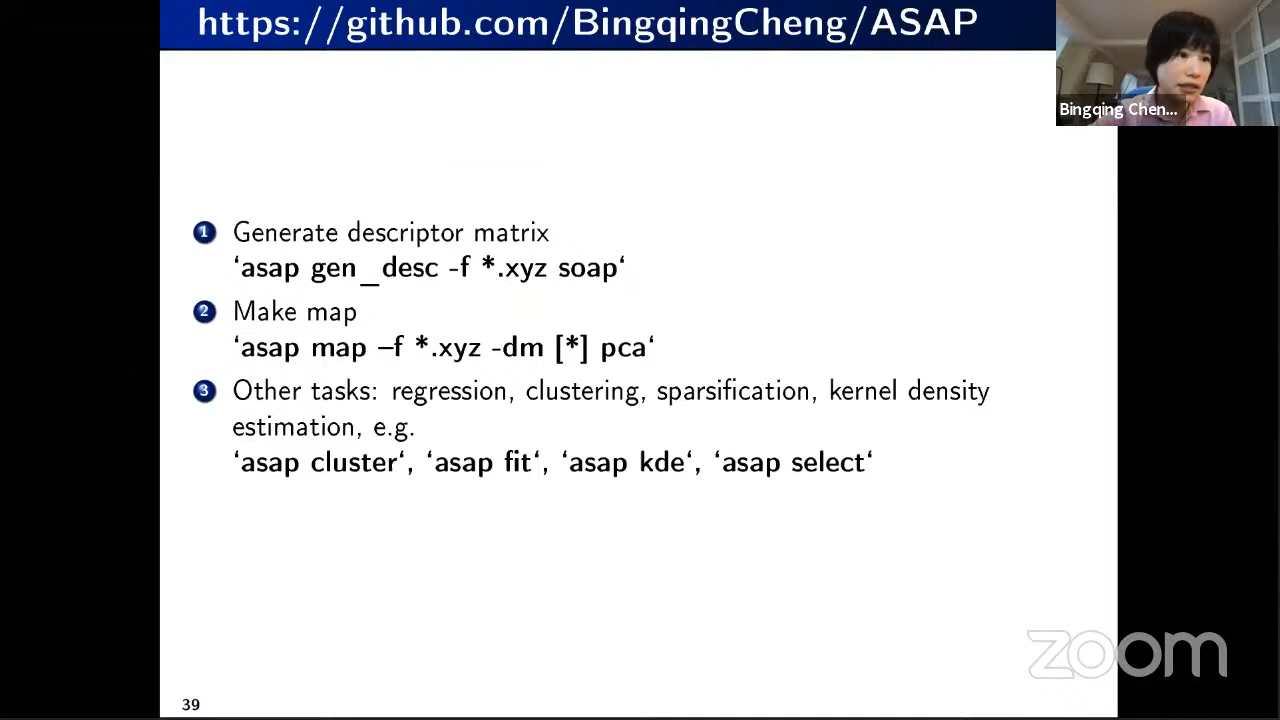 https://github.com/BingqingCheng/ASAP
Bingqing Chen...
1 Generate descriptor matrix
‘asap gen_desc -f *.xyz soap‘
2 Make map
‘asap map –f *.xyz -dm [*] pca‘
3 Other tasks: regression, clustering, sparsification, kernel density
estimation, e.g.
‘asap cluster‘, ‘asap fit‘, ‘asap kde‘, ‘asap select‘
zoom
39